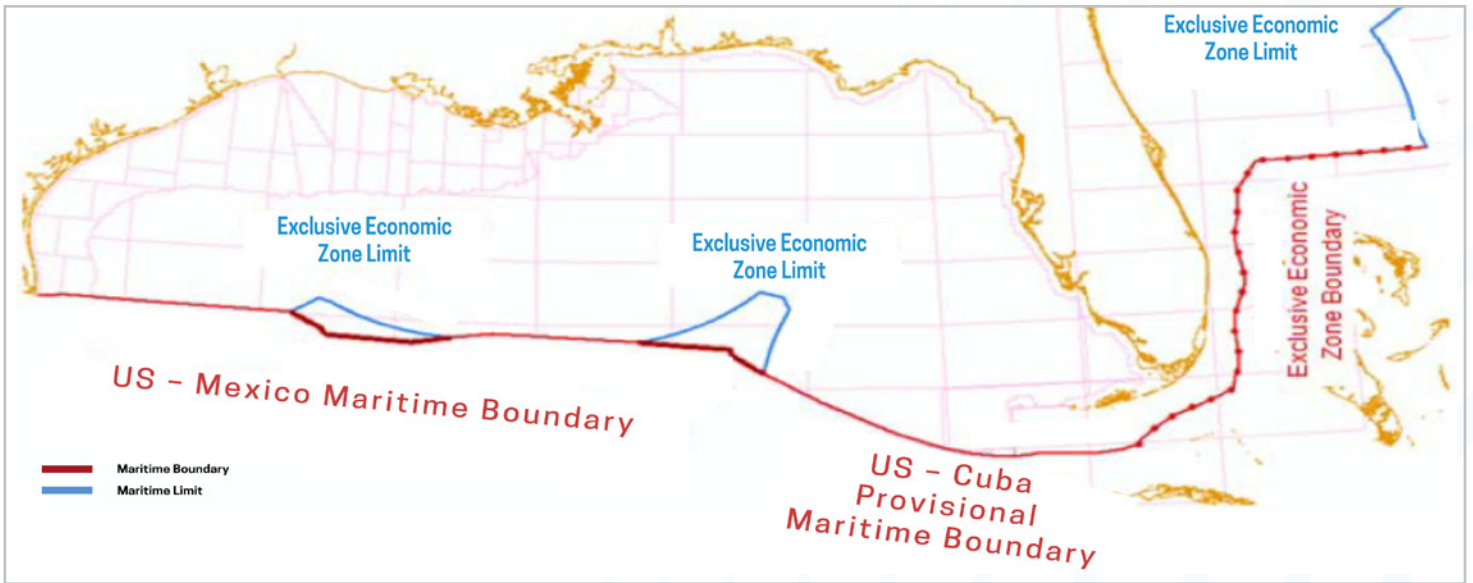 Exclusive Economic
Zone Limit
Exclusive Economic
Zone Limit
Exclusive Economic
Zone Limit
Exclusive Economic
Zone Boundary
US – Mexico Maritime Boundary
US – Cuba
Provisional
Maritime Boundary
Maritime Boundary
Maritime Limit